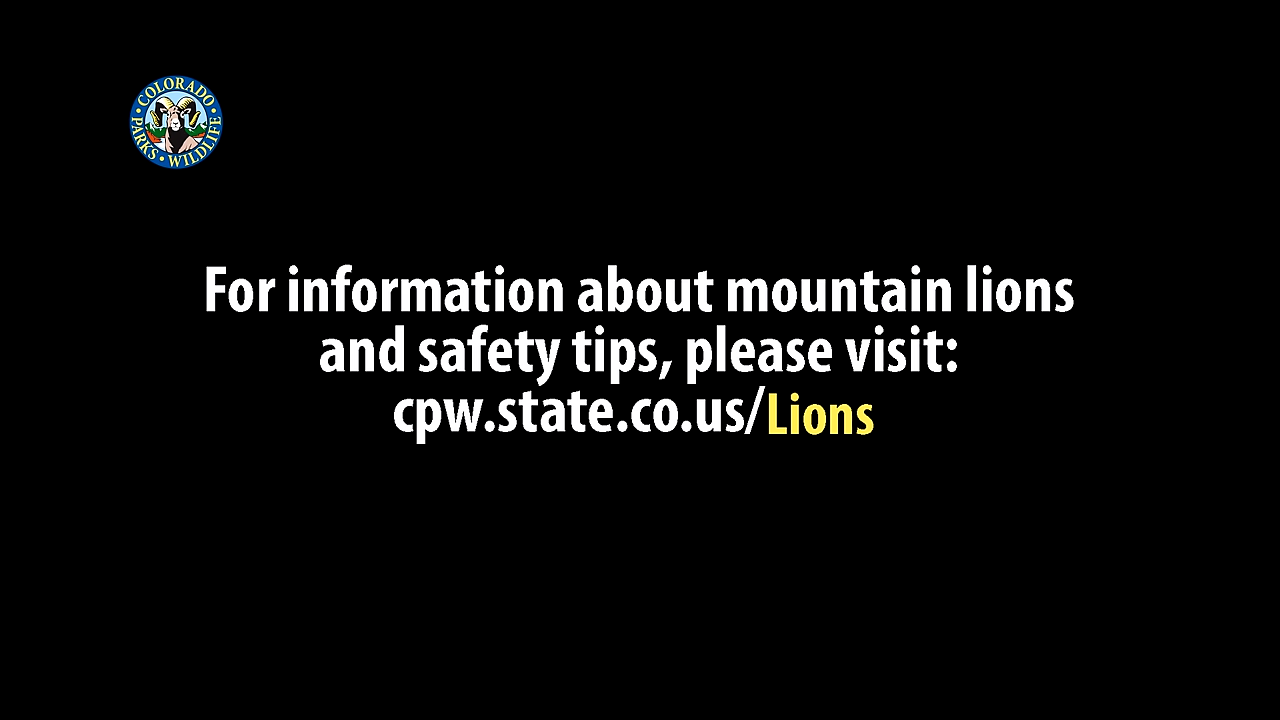 COLORADO
PARKS • WILDLIFE
For information about mountain lions
and safety tips, please visit:
cpw.state.co.us/Lions